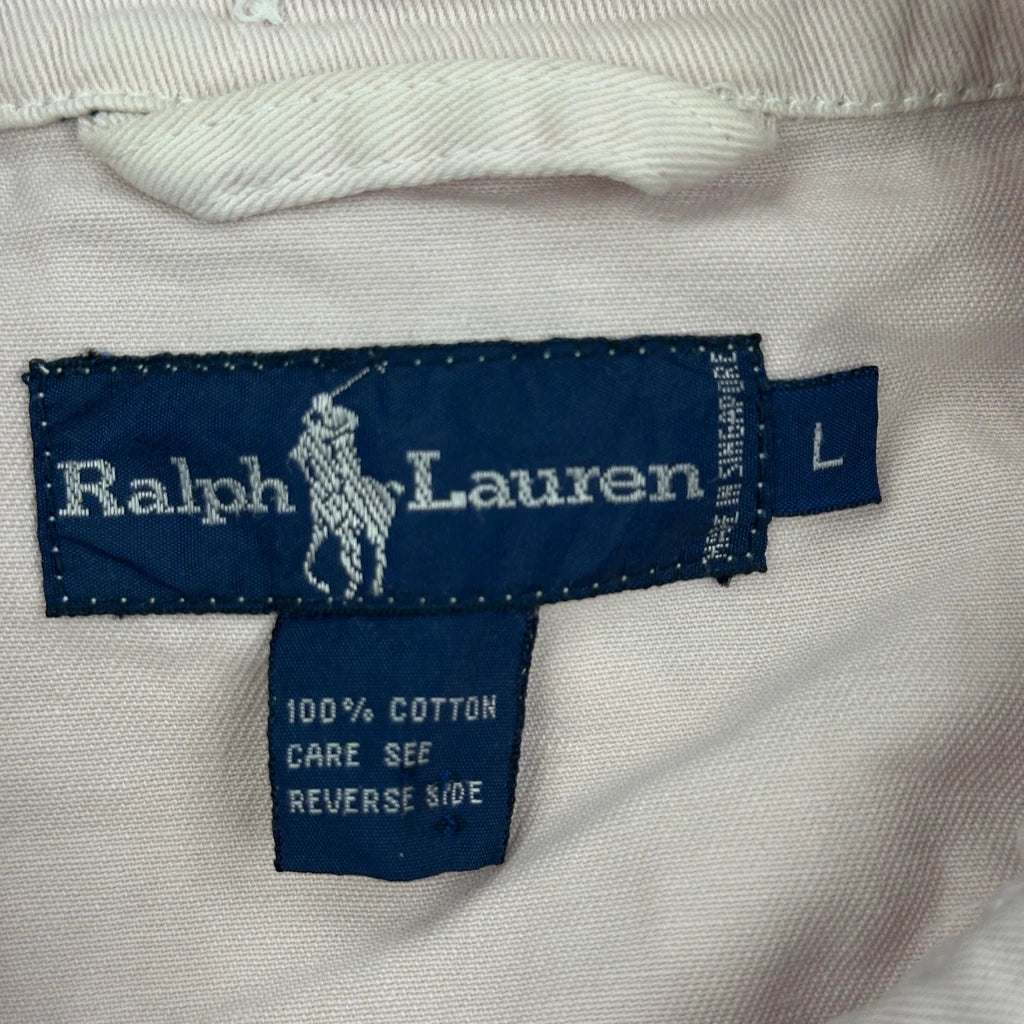 Ralph Lauren
MADE IN SINGAPORE
L
100% COTTON
CARE SEE
REVERSE SIDE